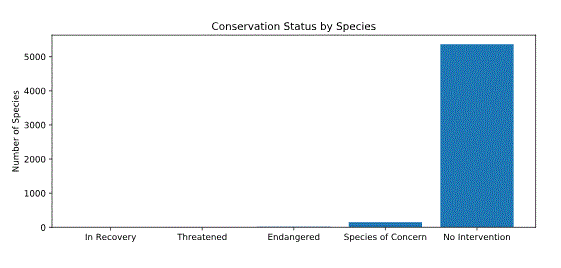 Conservation Status by Species
Number of Species
5000
4000
3000
2000
1000
0
In Recovery
Threatened
Endangered
Species of Concern
No Intervention